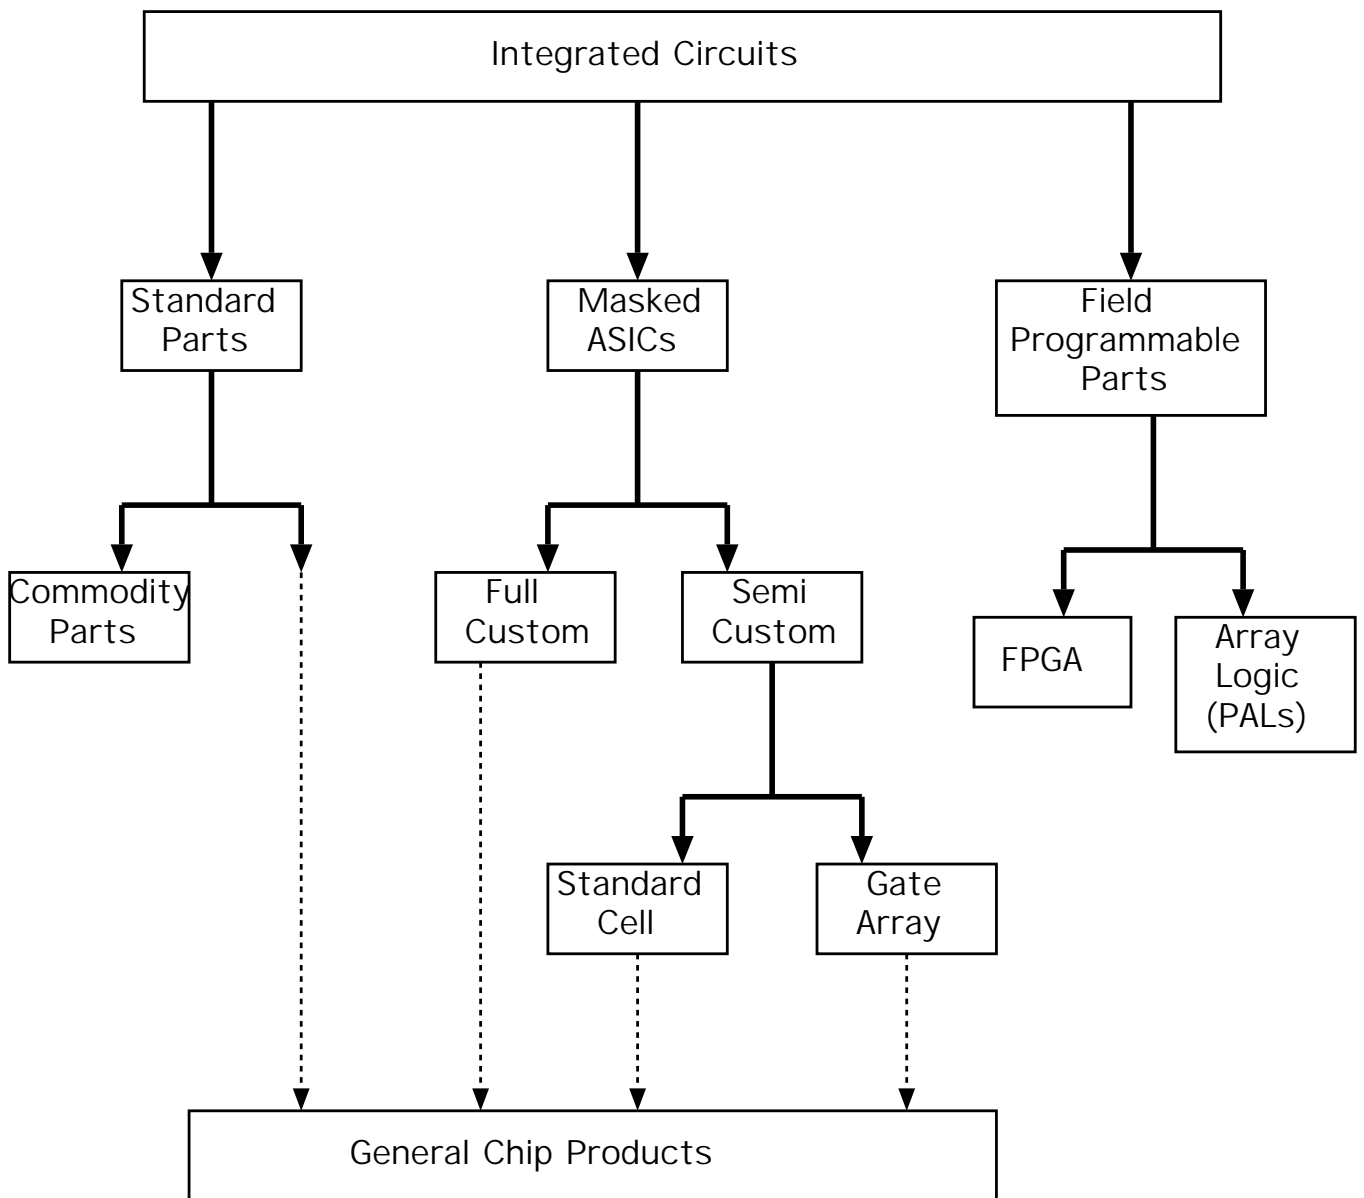 Integrated Circuits
Standard
Parts
Masked
ASICs
Field
Programmable
Parts
Commodity
Parts
Full
Custom
Semi
Custom
FPGA
Array
Logic
(PALs)
Standard
Cell
Gate
Array
General Chip Products